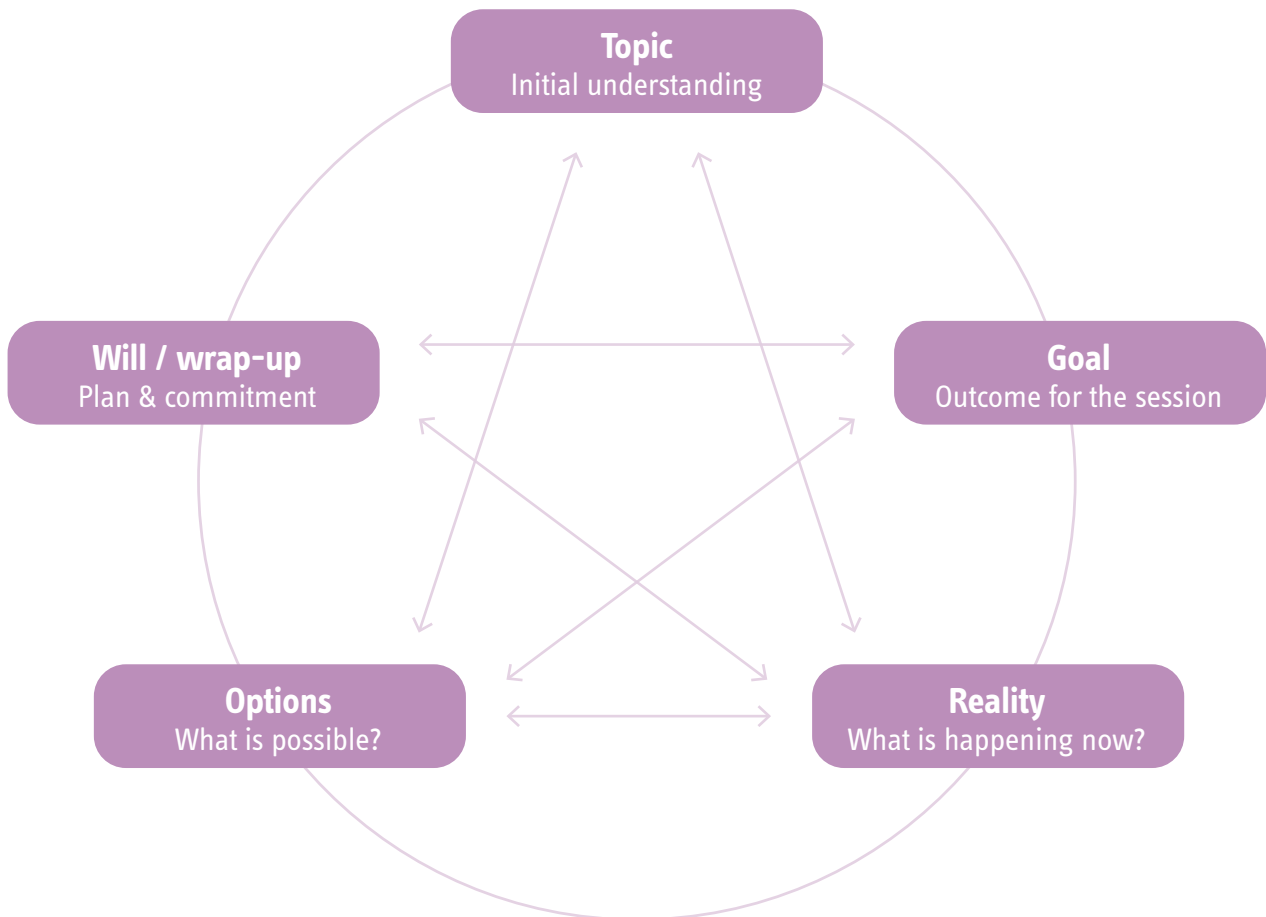 Topic
Initial understanding
Will / wrap-up
Plan & commitment
Goal
Outcome for the session
Options
What is possible?
Reality
What is happening now?